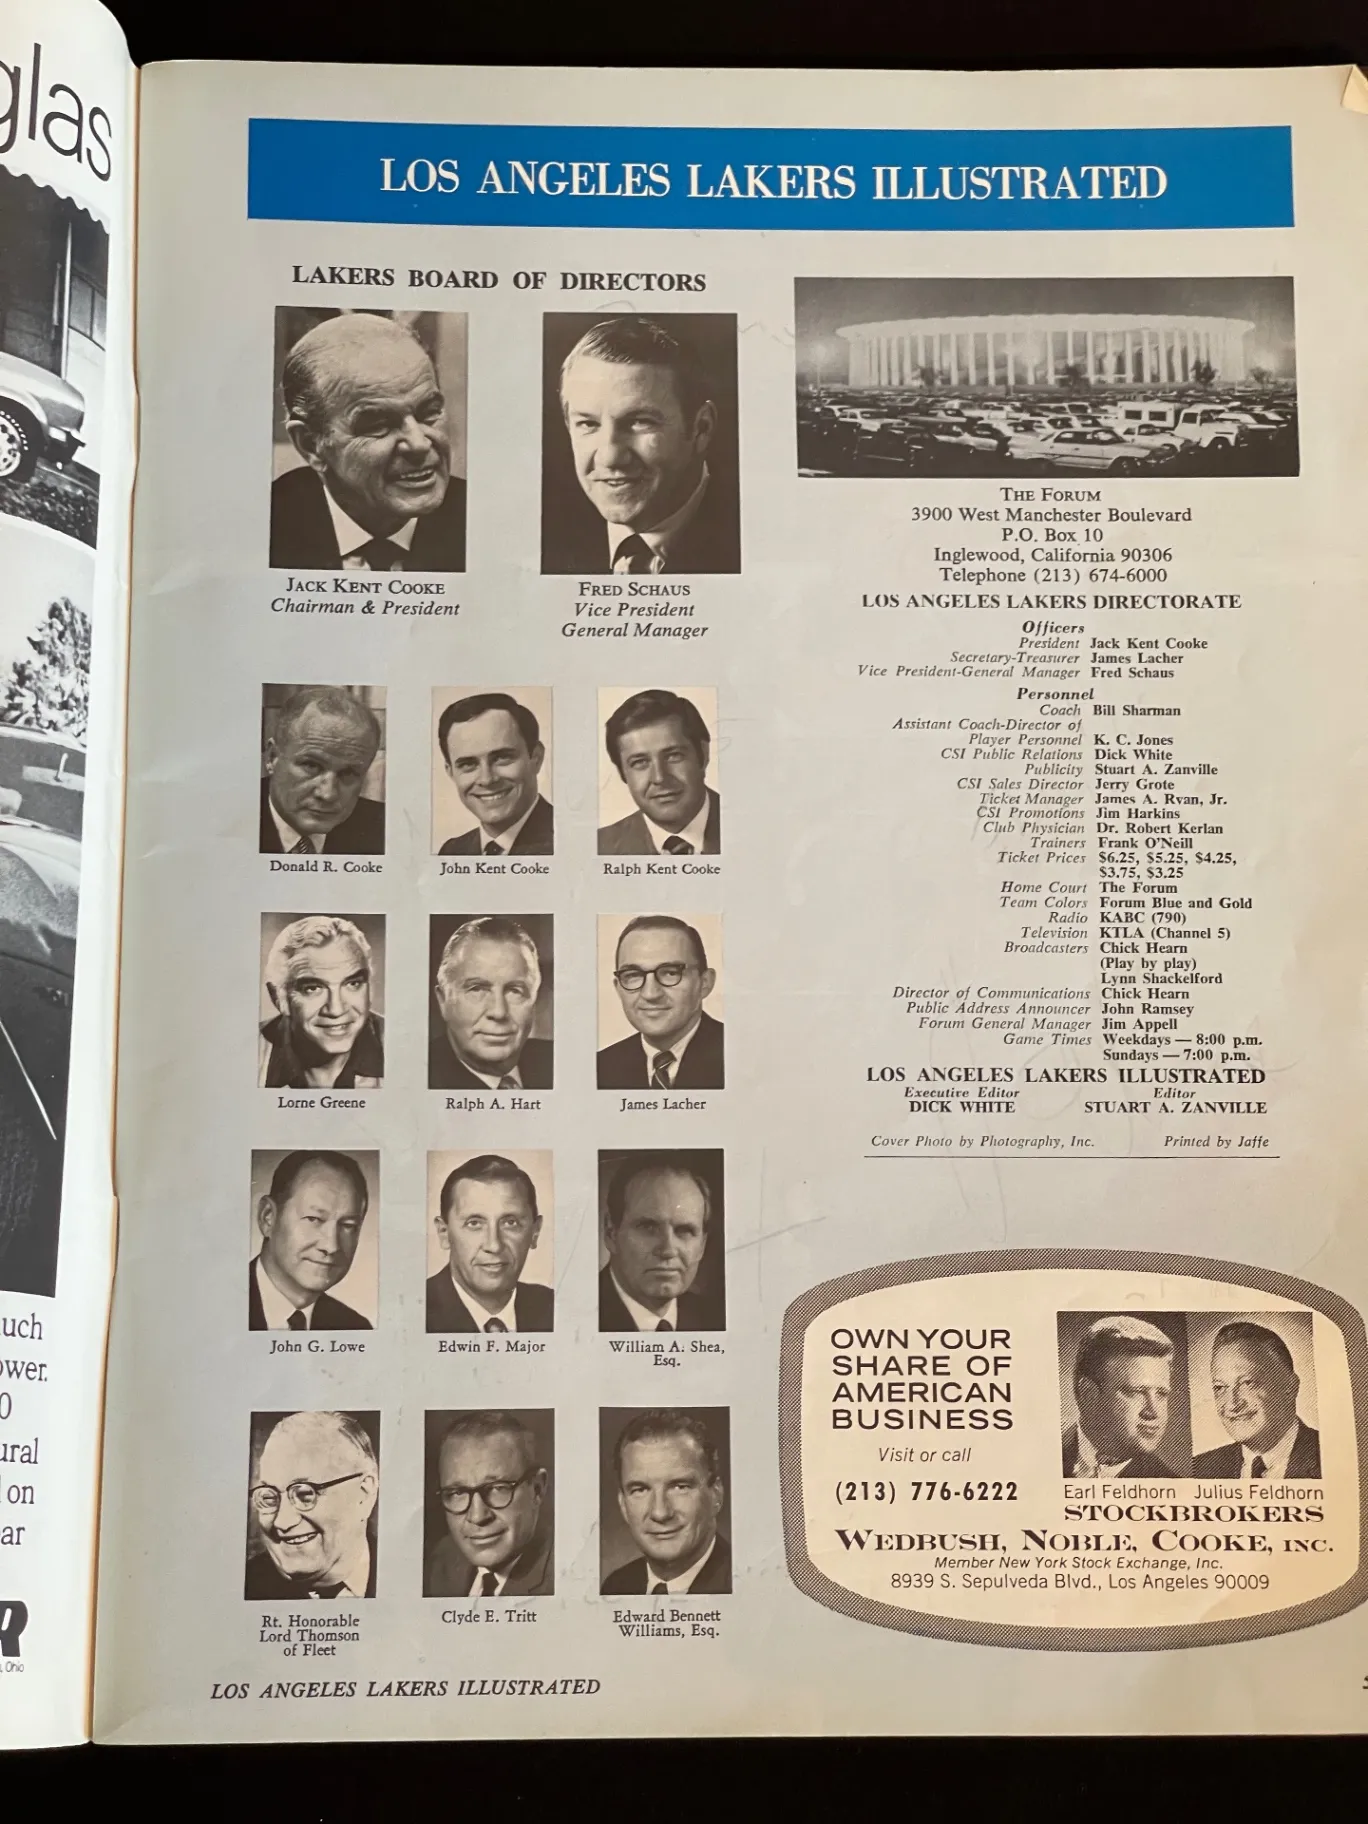 glas
ower.
ural
on
ear
R
Ohio
LOS ANGELES LAKERS ILLUSTRATED
LAKERS BOARD OF DIRECTORS
JACK KENT COOKE
Chairman & President
FRED SCHAUS
Vice President
General Manager
Donald R. Cooke
John Kent Cooke
Ralph Kent Cooke
Lorne Greene
Ralph A. Hart
James Lacher
John G. Lowe
Edwin F. Major
William A. Shea,
Esq.
Rt. Honorable
Lord Thomson
of Fleet
Clyde E. Tritt
Edward Bennett
Williams, Esq.
THE FORUM
3900 West Manchester Boulevard
P.O. Box 10
Inglewood, California 90306
Telephone (213) 674-6000
LOS ANGELES LAKERS DIRECTORATE
Officers
President Jack Kent Cooke
Secretary-Treasurer James Lacher
Vice President-General Manager Fred Schaus
Personnel
Coach Bill Sharman
Assistant Coach-Director of
Player Personnel K. C. Jones
CSI Public Relations Dick White
Publicity Stuart A. Zanville
CSI Sales Director Jerry Grote
Ticket Manager James A. Ryan, Jr.
CSI Promotions Jim Harkins
Club Physician Dr. Robert Kerlan
Trainers Frank O'Neill
Ticket Prices $6.25, $5.25, $4.25,
$3.75, $3.25
Home Court The Forum
Team Colors Forum Blue and Gold
Radio KABC (790)
Television KTLA (Channel 5)
Broadcasters Chick Hearn
(Play by play)
Lynn Shackelford
Director of Communications Chick Hearn
Public Address Announcer John Ramsey
Forum General Manager Jim Appell
Game Times Weekdays — 8:00 p.m.
Sundays — 7:00 p.m.
LOS ANGELES LAKERS ILLUSTRATED
Executive Editor Editor
DICK WHITE STUART A. ZANVILLE
Cover Photo by Photography, Inc. Printed by Jaffe
OWN YOUR
SHARE OF
AMERICAN
BUSINESS
Visit or call
(213) 776-6222
Earl Feldhorn Julius Feldhorn
STOCKBROKERS
WEDBUSH, NOBLE, COOKE, INC.
Member New York Stock Exchange, Inc.
8939 S. Sepulveda Blvd., Los Angeles 90009
LOS ANGELES LAKERS ILLUSTRATED